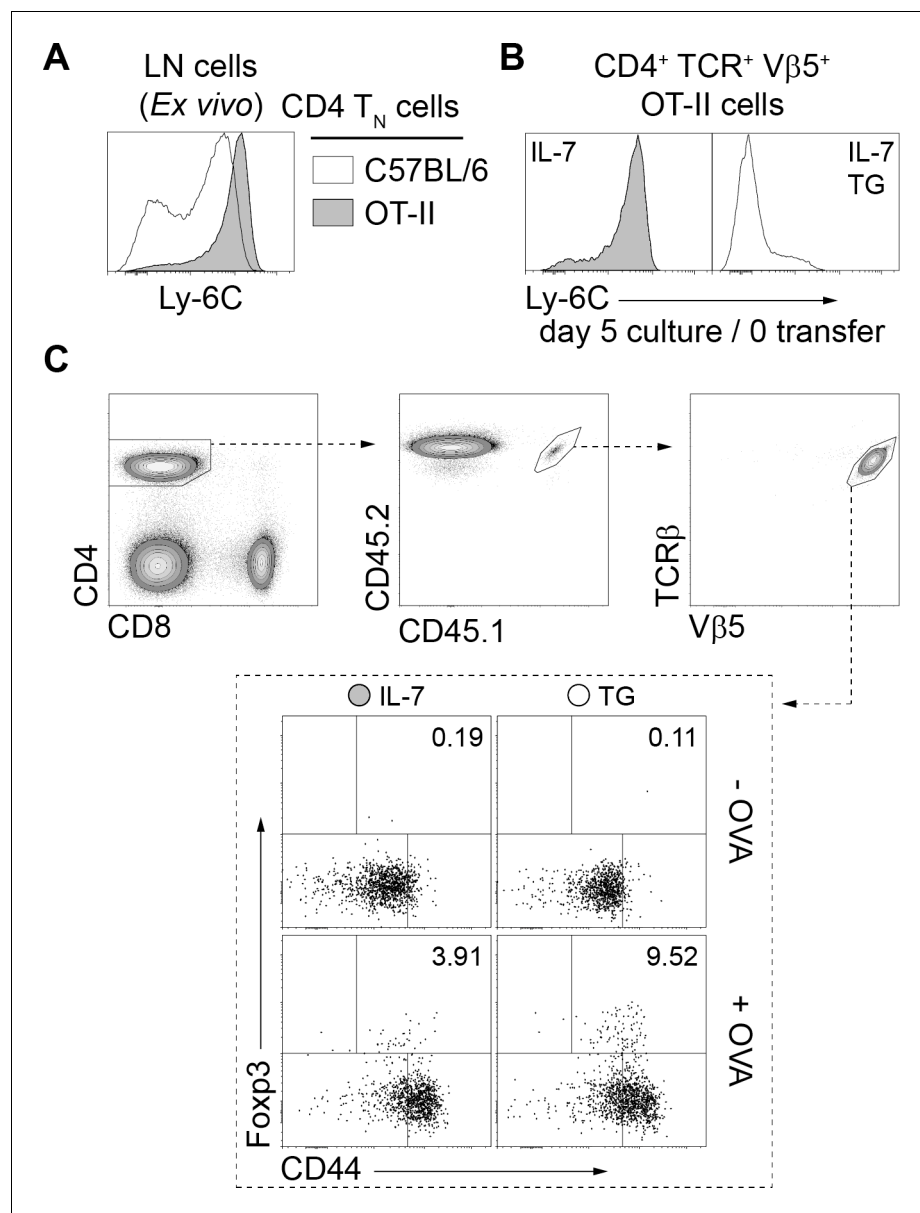 A
LN cells
(Ex vivo)
CD4 T_N cells
C57BL/6
OT-II
Ly-6C
B
CD4⁺ TCR⁺ Vβ5⁺
OT-II cells
IL-7
IL-7
TG
Ly-6C
day 5 culture / 0 transfer
C
CD4
CD8
CD45.2
CD45.1
TCRβ
Vβ5
IL-7
TG
0.19
0.11
- OVA
3.91
9.52
+ OVA
Foxp3
CD44